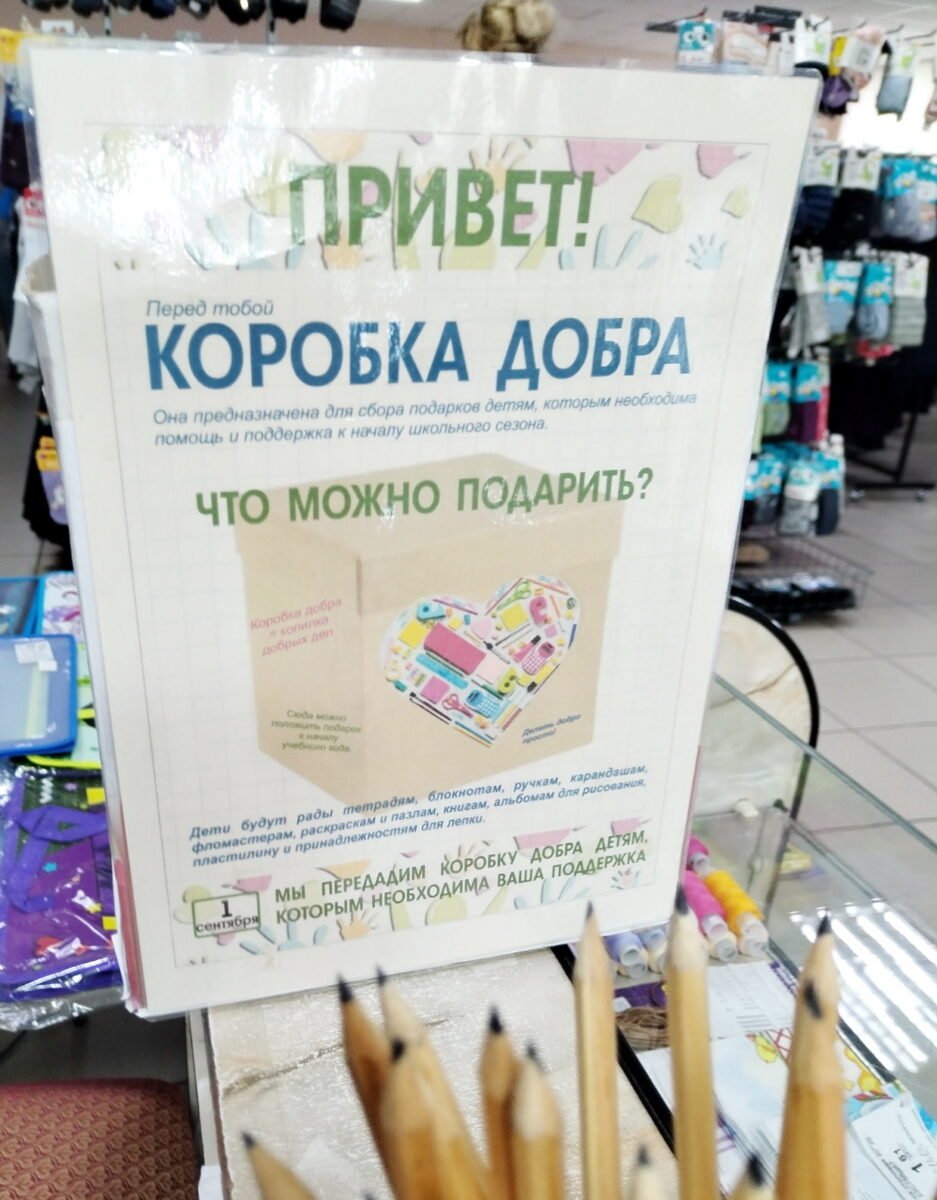 ПРИВЕТ!
Перед тобой
КОРОБКА ДОБРА
Она предназначена для сбора подарков детям, которым необходима
помощь и поддержка к началу школьного сезона.
ЧТО МОЖНО ПОДАРИТЬ?
Коробка добра
= копилка
добрых дел
Сюда можно
положить подарок
к началу
учебного года.
Делать добро
просто!
Дети будут рады тетрадям, блокнотам, ручкам, карандашам,
фломастерам, раскраскам и пазлам, книгам, альбомам для рисования,
пластилину и принадлежностям для лепки.
1
сентября
МЫ ПЕРЕДАДИМ КОРОБКУ ДОБРА ДЕТЯМ,
КОТОРЫМ НЕОБХОДИМА ВАША ПОДДЕРЖКА